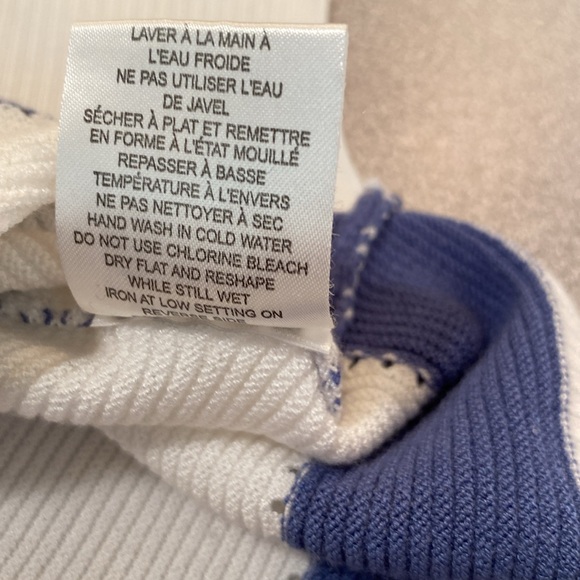 LAVER À LA MAIN À
L'EAU FROIDE
NE PAS UTILISER L'EAU
DE JAVEL
SÉCHER À PLAT ET REMETTRE
EN FORME À L'ÉTAT MOUILLÉ
REPASSER À BASSE
TEMPÉRATURE À L'ENVERS
NE PAS NETTOYER À SEC
HAND WASH IN COLD WATER
DO NOT USE CHLORINE BLEACH
DRY FLAT AND RESHAPE
WHILE STILL WET
IRON AT LOW SETTING ON
REVERSE SIDE